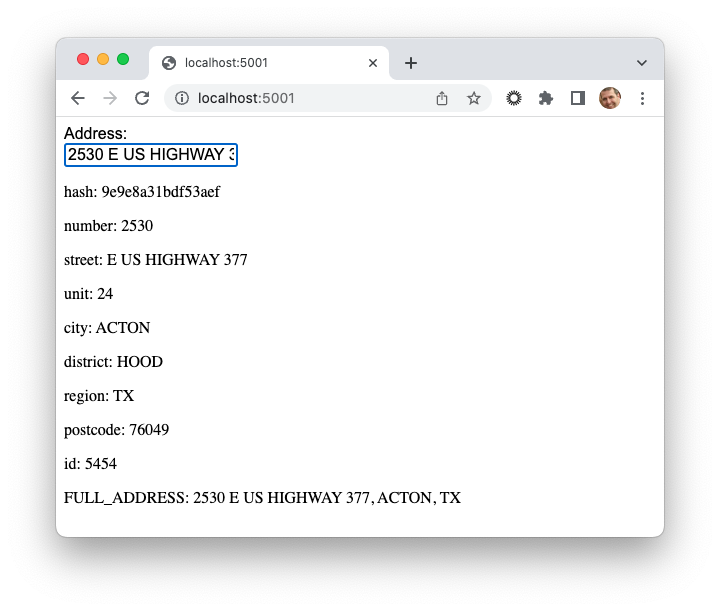 localhost:5001
localhost:5001
Address:
2530 E US HIGHWAY 3
hash: 9e9e8a31bdf53aef
number: 2530
street: E US HIGHWAY 377
unit: 24
city: ACTON
district: HOOD
region: TX
postcode: 76049
id: 5454
FULL_ADDRESS: 2530 E US HIGHWAY 377, ACTON, TX